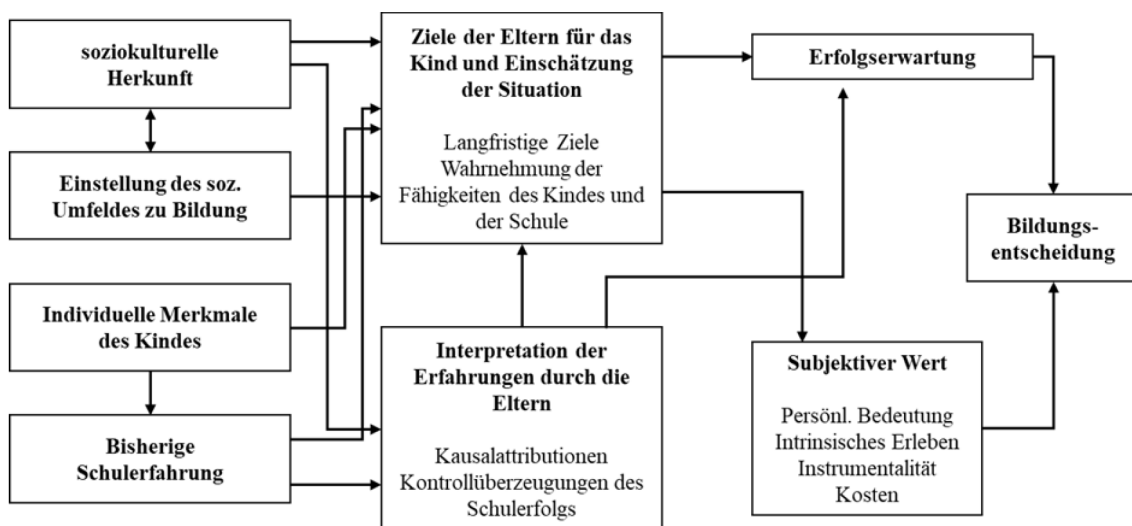 soziokulturelle
Herkunft
Einstellung des soz.
Umfeldes zu Bildung
Individuelle Merkmale
des Kindes
Bisherige
Schulerfahrung
Ziele der Eltern für das
Kind und Einschätzung
der Situation
Langfristige Ziele
Wahrnehmung der
Fähigkeiten des Kindes und
der Schule
Interpretation der
Erfahrungen durch die
Eltern
Kausalattributionen
Kontrollüberzeugungen des
Schulerfolgs
Erfolgserwartung
Subjektiver Wert
Persönl. Bedeutung
Intrinsisches Erleben
Instrumentalität
Kosten
Bildungs-
entscheidung